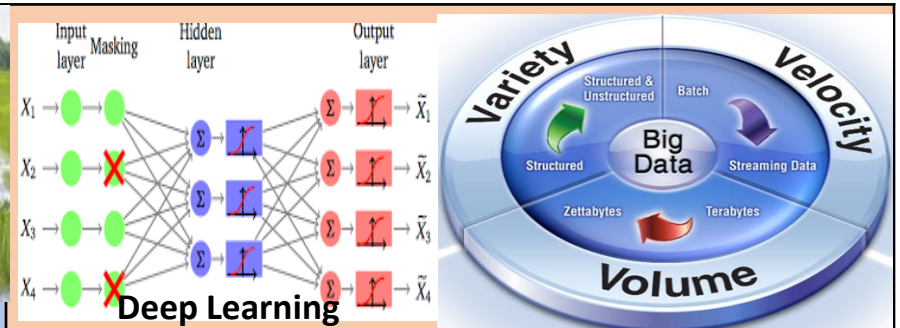 Input
layer
Masking
Hidden
layer
Output
layer
X₁
X̃₁
X₂
X̃₂
X₃
X̃₃
X₄
X̃₄
Σ
Σ
Σ
Σ
Σ
Σ
Σ
Deep Learning
Variety
Velocity
Volume
Structured &
Unstructured
Batch
Big
Data
Structured
Streaming Data
Zettabytes
Terabytes